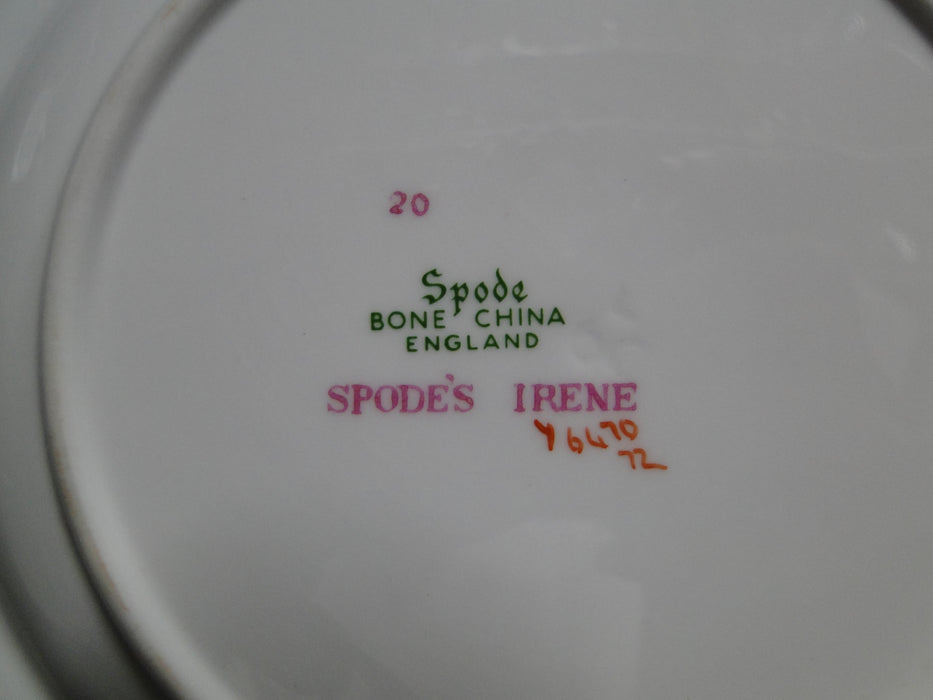 20
Spode
BONE CHINA
ENGLAND
SPODE'S IRENE
Y6470
72